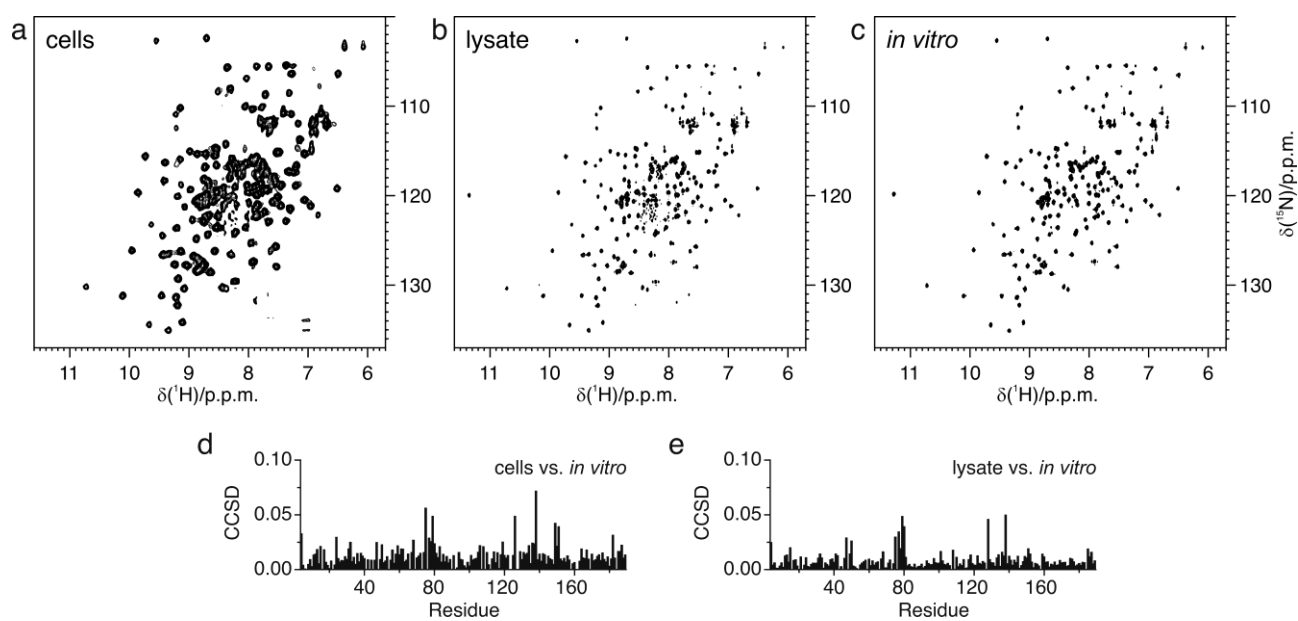 a cells
b lysate
c in vitro
110
120
130
δ(¹H)/p.p.m.
11 10 9 8 7 6
110
120
130
δ(¹H)/p.p.m.
11 10 9 8 7 6
110
120
130
δ(¹⁵N)/p.p.m.
δ(¹H)/p.p.m.
11 10 9 8 7 6
d
cells vs. in vitro
CCSD
0.10
0.05
0.00
40 80 120 160
Residue
e
lysate vs. in vitro
CCSD
0.10
0.05
0.00
40 80 120 160
Residue